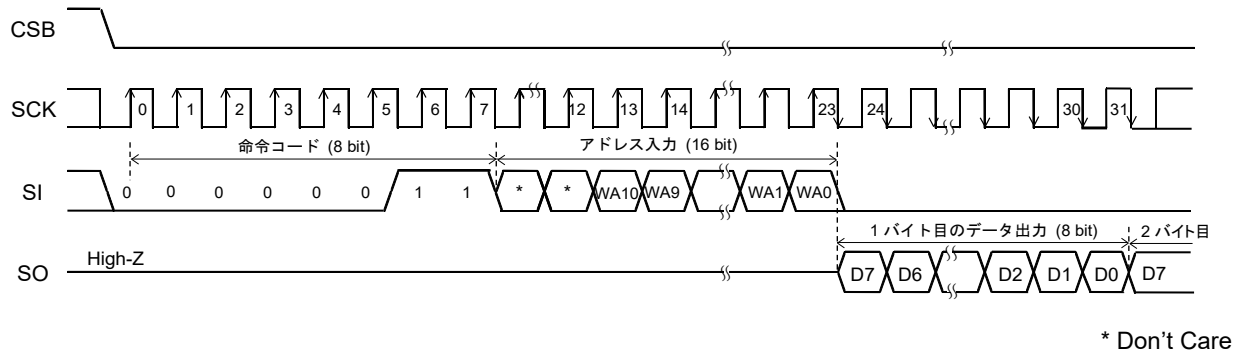 CSB
SCK 0 1 2 3 4 5 6 7 12 13 14 23 24 30 31
命令コード (8 bit) アドレス入力 (16 bit)
SI 0 0 0 0 0 0 1 1 * * WA10 WA9 WA1 WA0
1 バイト目のデータ出力 (8 bit) 2 バイト目
SO High-Z D7 D6 D2 D1 D0 D7
* Don't Care